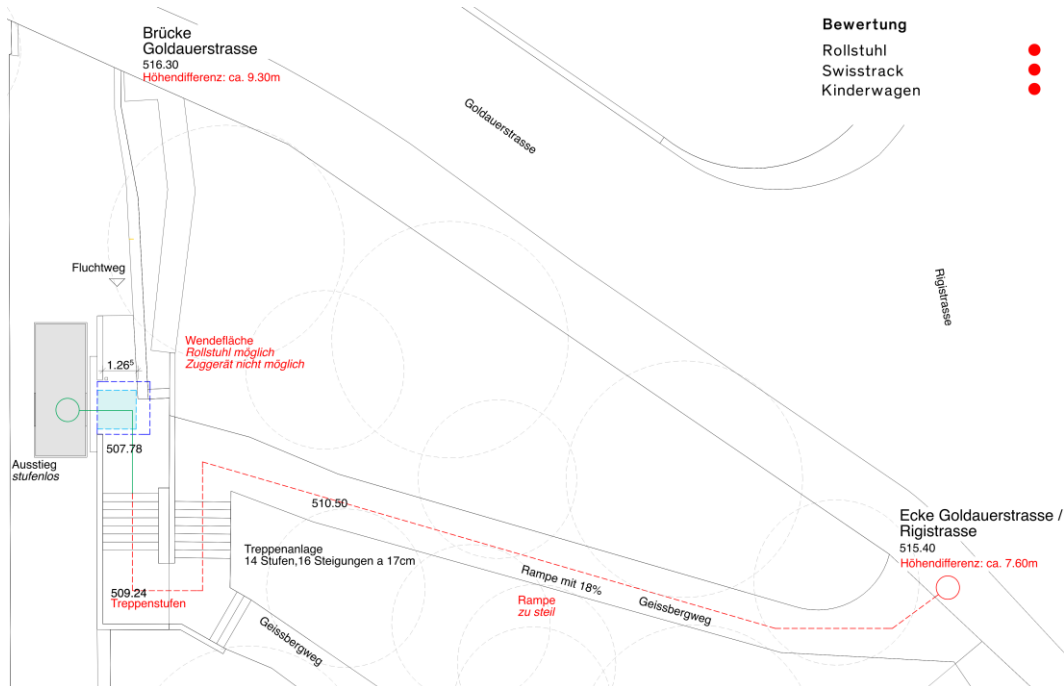 Brücke
Goldauerstrasse
516.30
Höhendifferenz: ca. 9.30m
Bewertung
Rollstuhl
Swisstrack
Kinderwagen
Goldauerstrasse
Fluchtweg
Rigistrasse
Wendefläche
Rollstuhl möglich
Zuggerät nicht möglich
1.26⁵
507.78
Ausstieg
stufenlos
510.50
Ecke Goldauerstrasse /
Rigistrasse
515.40
Höhendifferenz: ca. 7.60m
Treppenanlage
14 Stufen,16 Steigungen a 17cm
Rampe mit 18%
509.24
Treppenstufen
Rampe
zu steil
Geissbergweg
Geissbergweg